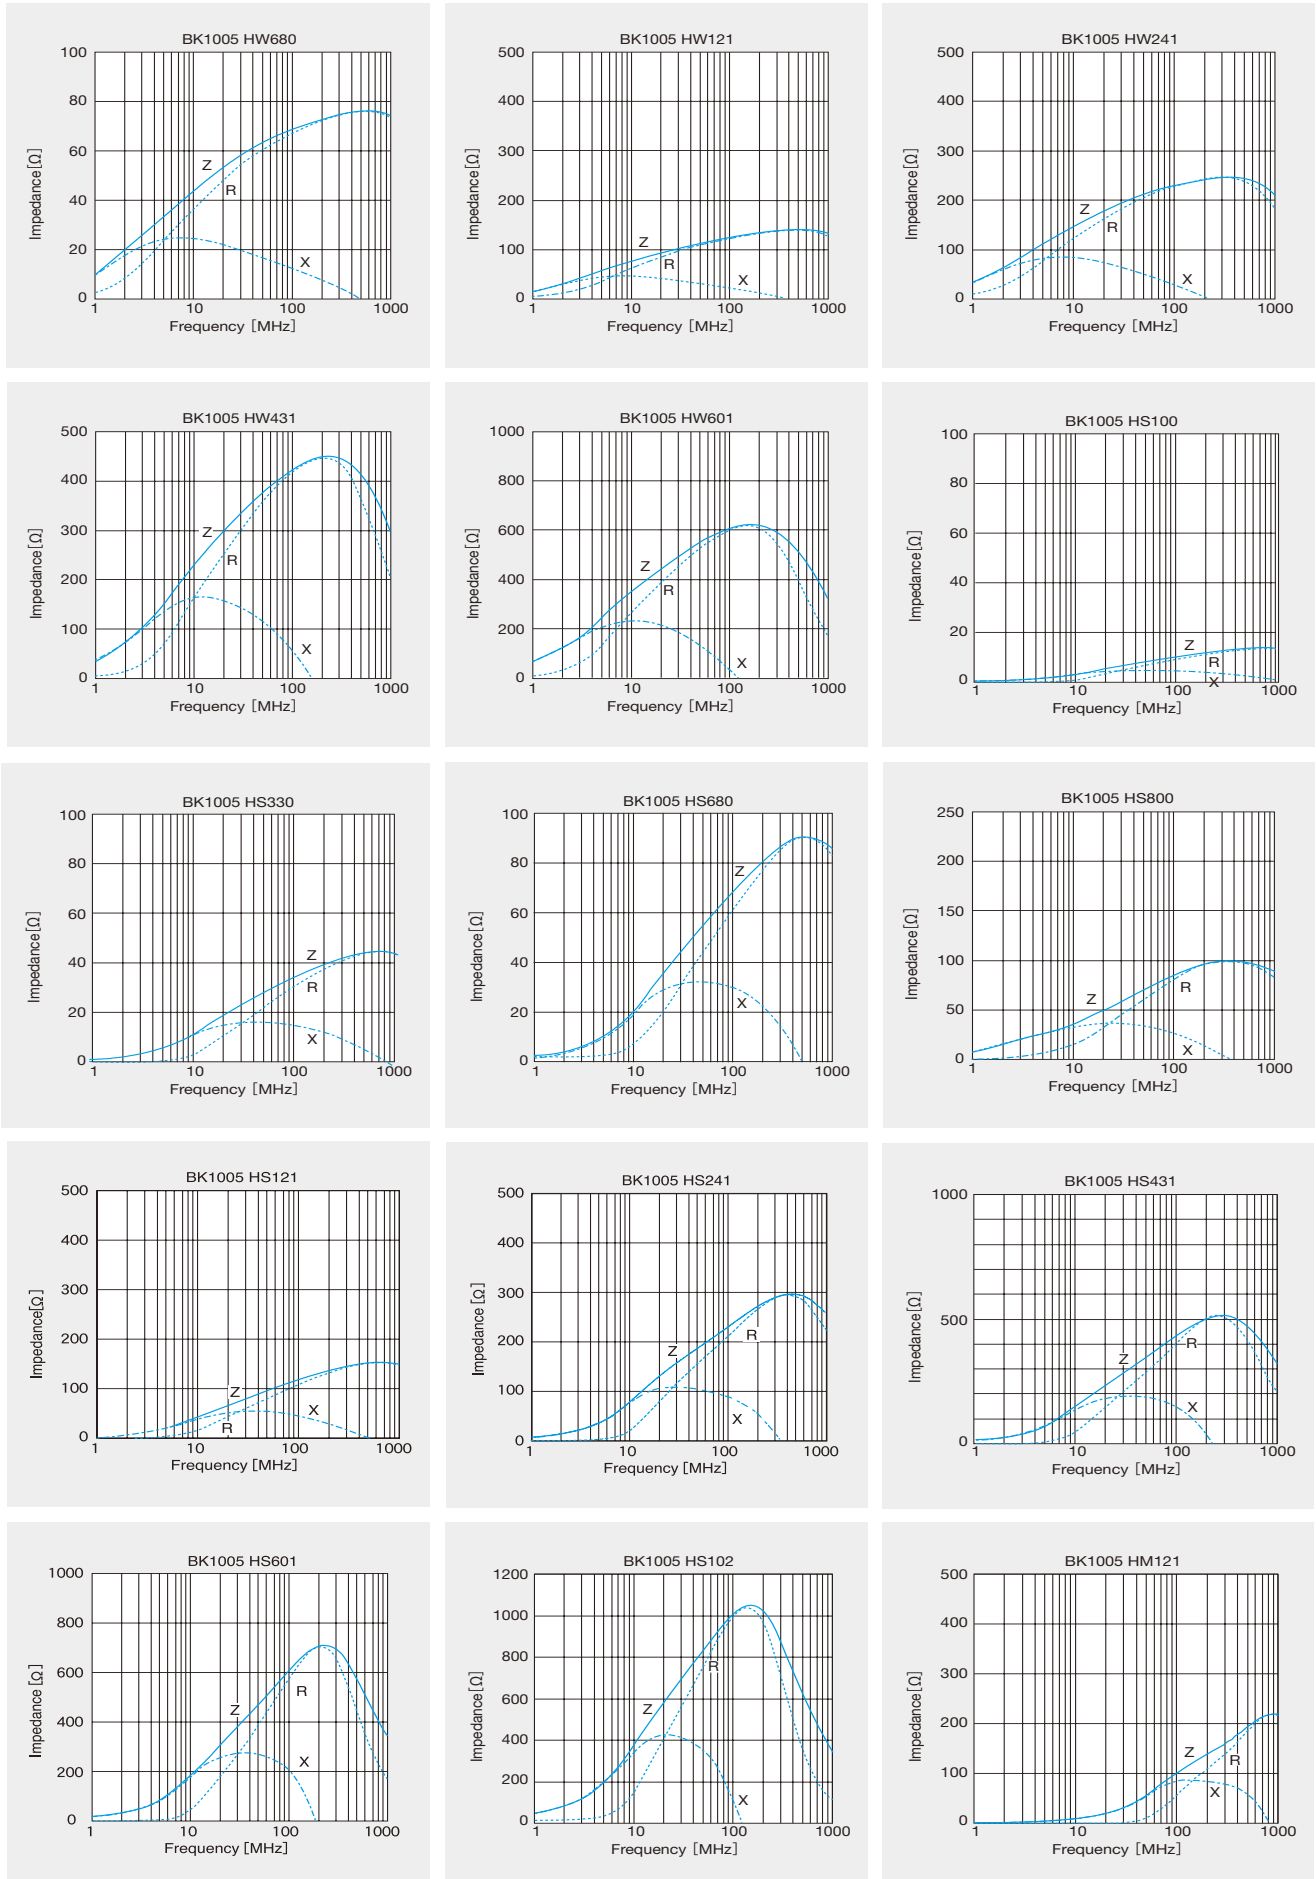 BK1005 HW680
100
80
60
40
20
0
Impedance[Ω]
Z
R
X
1 10 100 1000
Frequency [MHz]
BK1005 HW121
500
400
300
200
100
0
Impedance[Ω]
Z
R
X
1 10 100 1000
Frequency [MHz]
BK1005 HW241
500
400
300
200
100
0
Impedance[Ω]
Z
R
X
1 10 100 1000
Frequency [MHz]
BK1005 HW431
500
400
300
200
100
0
Impedance[Ω]
Z
R
X
1 10 100 1000
Frequency [MHz]
BK1005 HW601
1000
800
600
400
200
0
Impedance[Ω]
Z
R
X
1 10 100 1000
Frequency [MHz]
BK1005 HS100
100
80
60
40
20
0
Impedance[Ω]
Z
R
X
1 10 100 1000
Frequency [MHz]
BK1005 HS330
100
80
60
40
20
0
Impedance[Ω]
Z
R
X
1 10 100 1000
Frequency [MHz]
BK1005 HS680
100
80
60
40
20
0
Impedance[Ω]
Z
R
X
1 10 100 1000
Frequency [MHz]
BK1005 HS800
250
200
150
100
50
0
Impedance[Ω]
Z
R
X
1 10 100 1000
Frequency [MHz]
BK1005 HS121
500
400
300
200
100
0
Impedance[Ω]
Z
R
X
1 10 100 1000
Frequency [MHz]
BK1005 HS241
500
400
300
200
100
0
Impedance [Ω]
Z
R
X
1 10 100 1000
Frequency [MHz]
BK1005 HS431
1000
500
0
Impedance[Ω]
Z
R
X
1 10 100 1000
Frequency [MHz]
BK1005 HS601
1000
800
600
400
200
0
Impedance [Ω]
Z
R
X
1 10 100 1000
Frequency [MHz]
BK1005 HS102
1200
1000
800
600
400
200
0
Impedance[Ω]
Z
R
X
1 10 100 1000
Frequency [MHz]
BK1005 HM121
500
400
300
200
100
0
Impedance[Ω]
Z
R
X
1 10 100 1000
Frequency [MHz]